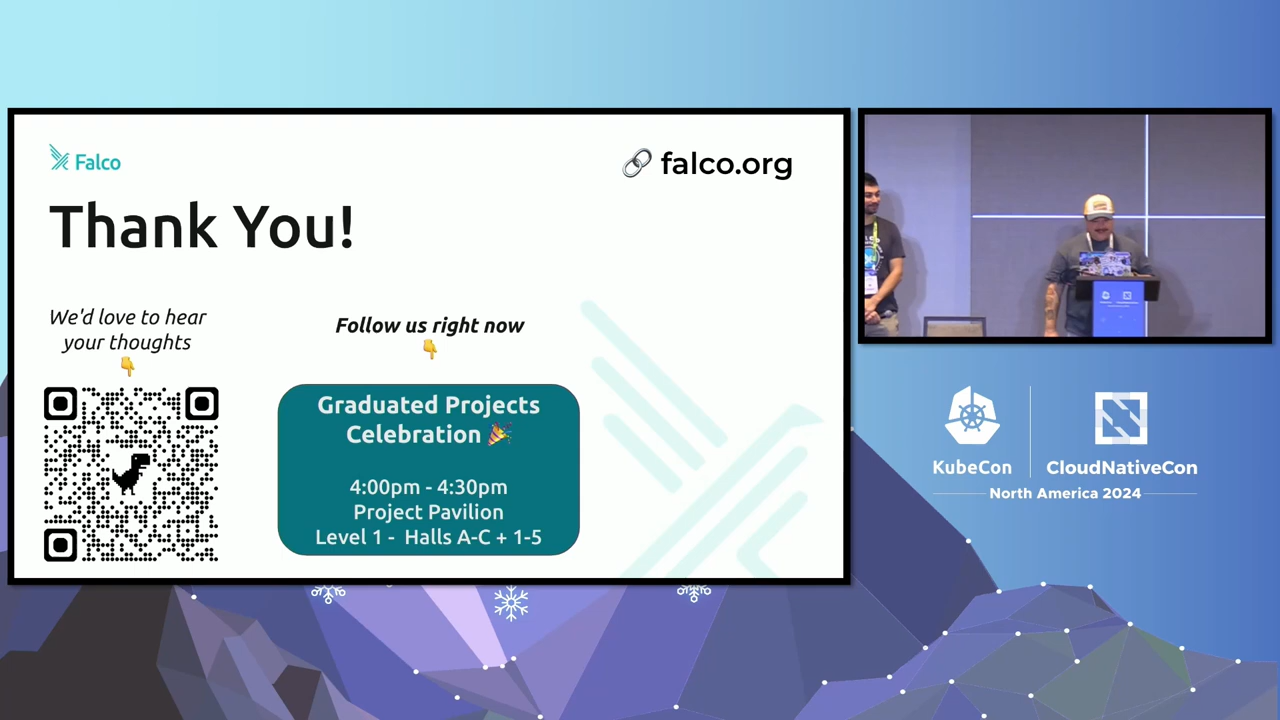 Falco
falco.org
Thank You!
We'd love to hear
your thoughts
Follow us right now
Graduated Projects
Celebration
4:00pm - 4:30pm
Project Pavilion
Level 1 - Halls A-C + 1-5
KubeCon
CloudNativeCon
North America 2024